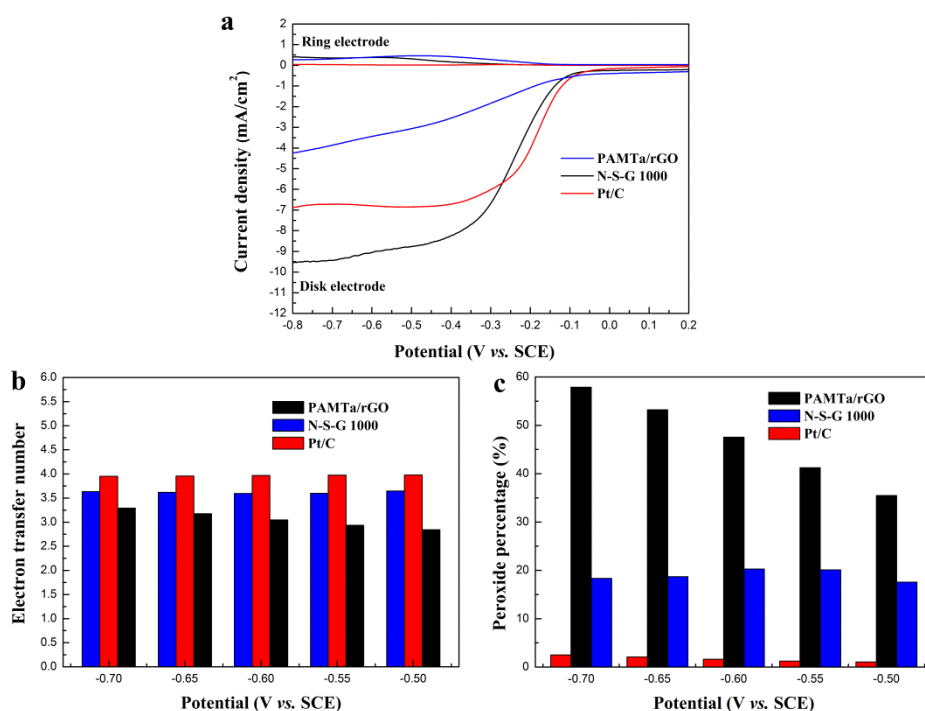 a
Ring electrode
1
0
-1
-2
-3
-4
-5
-6
-7
-8
-9
-10
-11
-12
Current density (mA/cm²)
PAMTa/rGO
N-S-G 1000
Pt/C
Disk electrode
-0.8 -0.7 -0.6 -0.5 -0.4 -0.3 -0.2 -0.1 0.0 0.1 0.2
Potential (V vs. SCE)
b
6.0
5.5
5.0
4.5
4.0
3.5
3.0
2.5
2.0
1.5
1.0
0.5
0.0
Electron transfer number
PAMTa/rGO
N-S-G 1000
Pt/C
-0.70 -0.65 -0.60 -0.55 -0.50
Potential (V vs. SCE)
c
60
50
40
30
20
10
0
Peroxide percentage (%)
PAMTa/rGO
N-S-G 1000
Pt/C
-0.70 -0.65 -0.60 -0.55 -0.50
Potential (V vs. SCE)